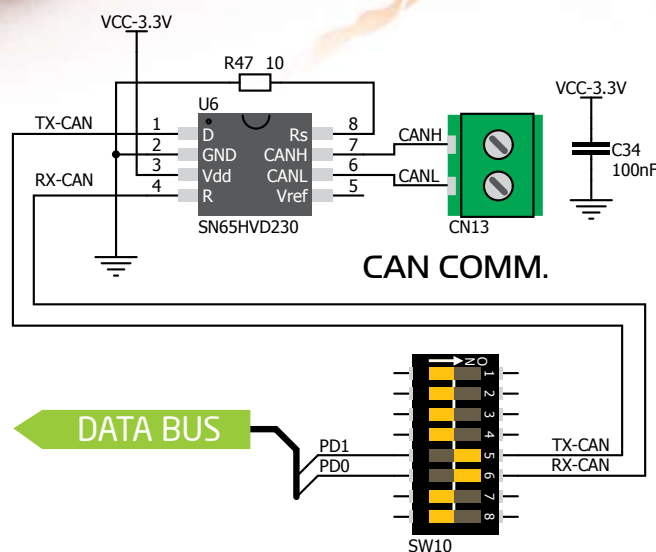 VCC-3.3V
R47 10
VCC-3.3V
U6
TX-CAN 1 D Rs 8 CANH
2 GND CANH 7
RX-CAN 3 Vdd CANL 6 CANL
4 R Vref 5
SN65HVD230
CN13
C34
100nF
CAN COMM.
ON
1
2
3
4
DATA BUS
PD1 5 TX-CAN
PD0 6 RX-CAN
7
8
SW10